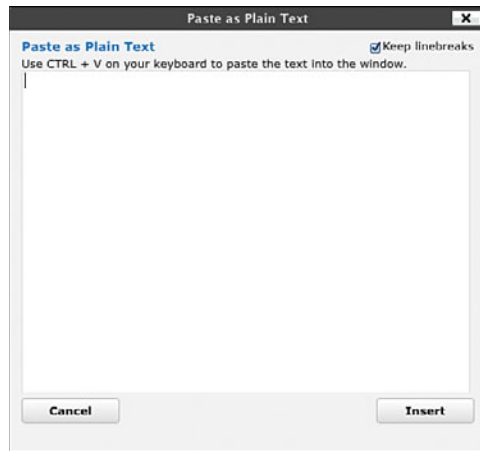 Paste as Plain Text
Paste as Plain Text
Keep linebreaks
Use CTRL + V on your keyboard to paste the text into the window.
Cancel
Insert